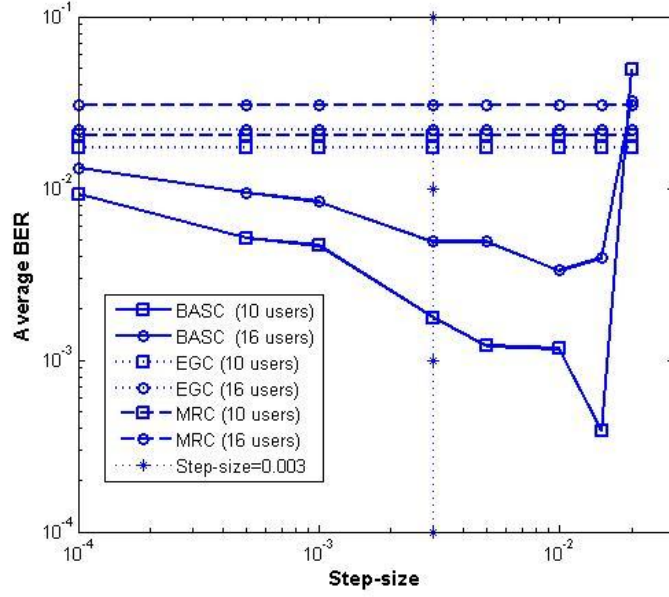 10^-1
10^-2
10^-3
10^-4
Average BER
BASC (10 users)
BASC (16 users)
EGC (10 users)
EGC (16 users)
MRC (10 users)
MRC (16 users)
Step-size=0.003
10^-4
10^-3
10^-2
Step-size